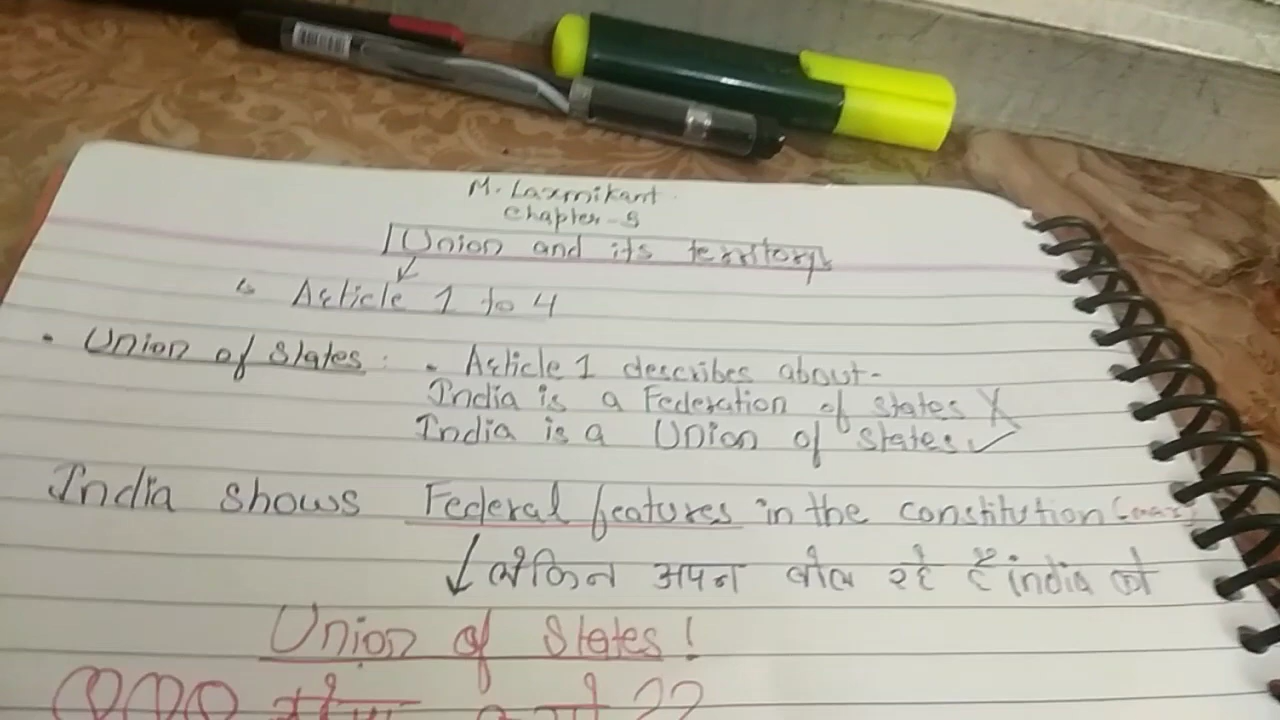 M. Laxmikant
Chapter-5
Union and its territory
Article 1 to 4
• Union of States: • Article 1 describes about-
India is a Federation of states X
India is a Union of states ✓
India shows Federal features in the constitution
↓ लेकिन अपन बोल रहे हैं india को
Union of States!